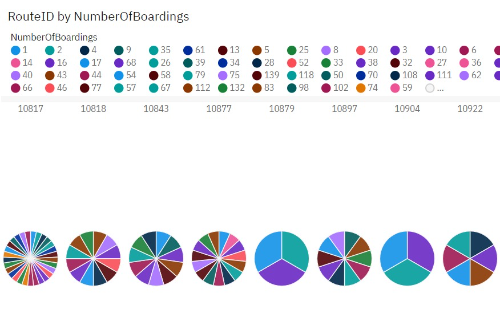 RouteID by NumberOfBoardings
NumberOfBoardings
1 2 4 9 35 61 13 5 25 8 20 3 10 6
14 16 17 68 26 39 34 28 52 33 38 32 27 36
40 43 44 54 58 79 75 139 118 50 70 108 111 62
66 46 77 57 67 112 132 83 98 102 74 59 ...
10817 10818 10843 10877 10879 10897 10904 10922